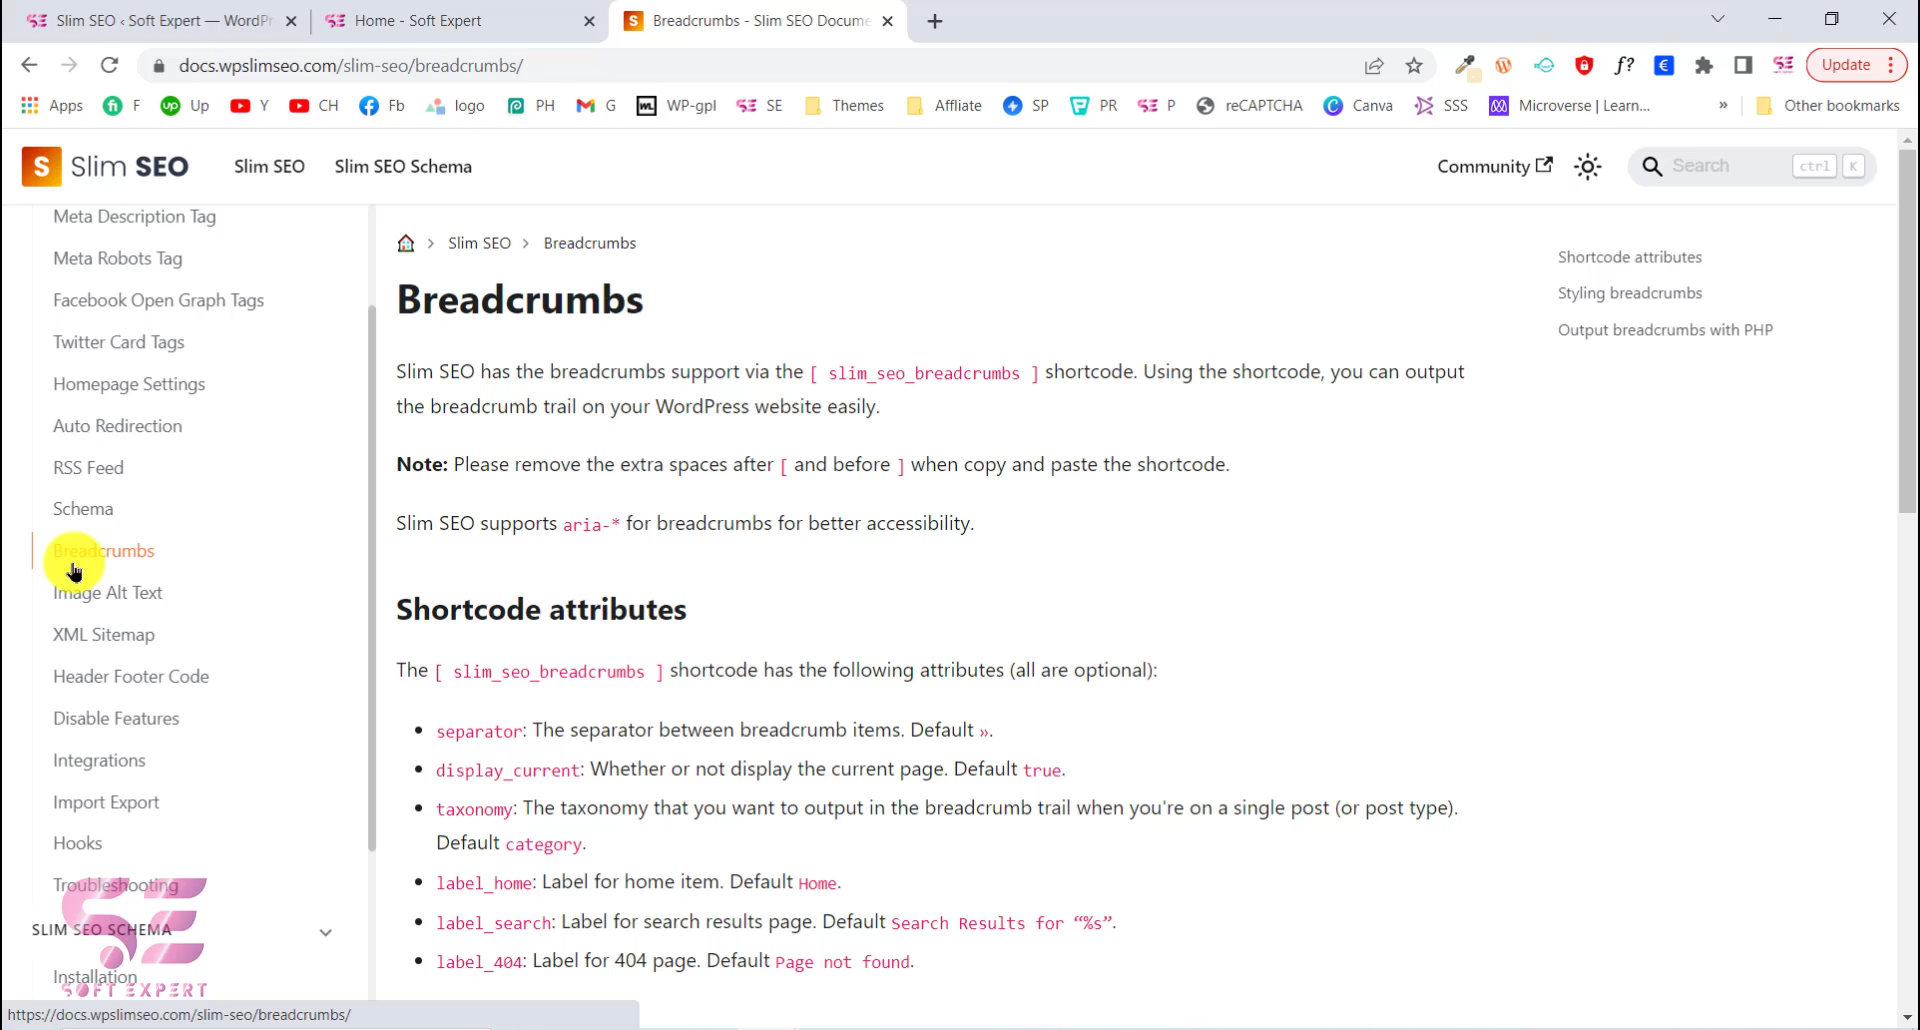 Slim SEO ‹ Soft Expert — WordPr
Home - Soft Expert
Breadcrumbs - Slim SEO Docume
docs.wpslimseo.com/slim-seo/breadcrumbs/
Update
Apps
F
Up
Y
CH
Fb
logo
PH
G
WP-gpl
SE
Themes
Affliate
SP
PR
P
reCAPTCHA
Canva
SSS
Microverse | Learn...
»
Other bookmarks
Slim SEO
Slim SEO
Slim SEO Schema
Community
Search
ctrl
K
Meta Description Tag
Meta Robots Tag
Facebook Open Graph Tags
Twitter Card Tags
Homepage Settings
Auto Redirection
RSS Feed
Schema
Breadcrumbs
Image Alt Text
XML Sitemap
Header Footer Code
Disable Features
Integrations
Import Export
Hooks
Troubleshooting
SLIM SEO SCHEMA
Installation
SOFT EXPERT
Slim SEO > Breadcrumbs
Breadcrumbs
Slim SEO has the breadcrumbs support via the [ slim_seo_breadcrumbs ] shortcode. Using the shortcode, you can output
the breadcrumb trail on your WordPress website easily.
Note: Please remove the extra spaces after [ and before ] when copy and paste the shortcode.
Slim SEO supports aria-* for breadcrumbs for better accessibility.
Shortcode attributes
The [ slim_seo_breadcrumbs ] shortcode has the following attributes (all are optional):
• separator: The separator between breadcrumb items. Default ».
• display_current: Whether or not display the current page. Default true.
• taxonomy: The taxonomy that you want to output in the breadcrumb trail when you're on a single post (or post type).
Default category.
• label_home: Label for home item. Default Home.
• label_search: Label for search results page. Default Search Results for “%s”.
• label_404: Label for 404 page. Default Page not found.
Shortcode attributes
Styling breadcrumbs
Output breadcrumbs with PHP
https://docs.wpslimseo.com/slim-seo/breadcrumbs/